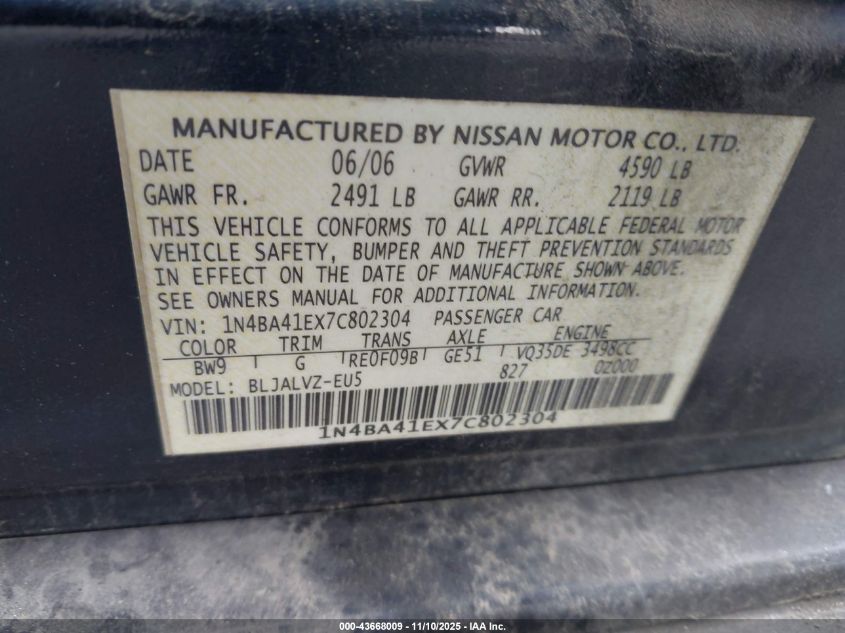 MANUFACTURED BY NISSAN MOTOR CO., LTD.
DATE 06/06 GVWR 4590 LB
GAWR FR. 2491 LB GAWR RR. 2119 LB
THIS VEHICLE CONFORMS TO ALL APPLICABLE FEDERAL MOTOR
VEHICLE SAFETY, BUMPER AND THEFT PREVENTION STANDARDS
IN EFFECT ON THE DATE OF MANUFACTURE SHOWN ABOVE.
SEE OWNERS MANUAL FOR ADDITIONAL INFORMATION.
VIN: 1N4BA41EX7C802304 PASSENGER CAR
COLOR TRIM TRANS AXLE ENGINE
BW9 G RE0F09B GE51 VQ35DE 3498CC
MODEL: BLJALVZ-EU5 827 0Z000
1N4BA41EX7C802304
000-43668009 - 11/10/2025 - IAA Inc.